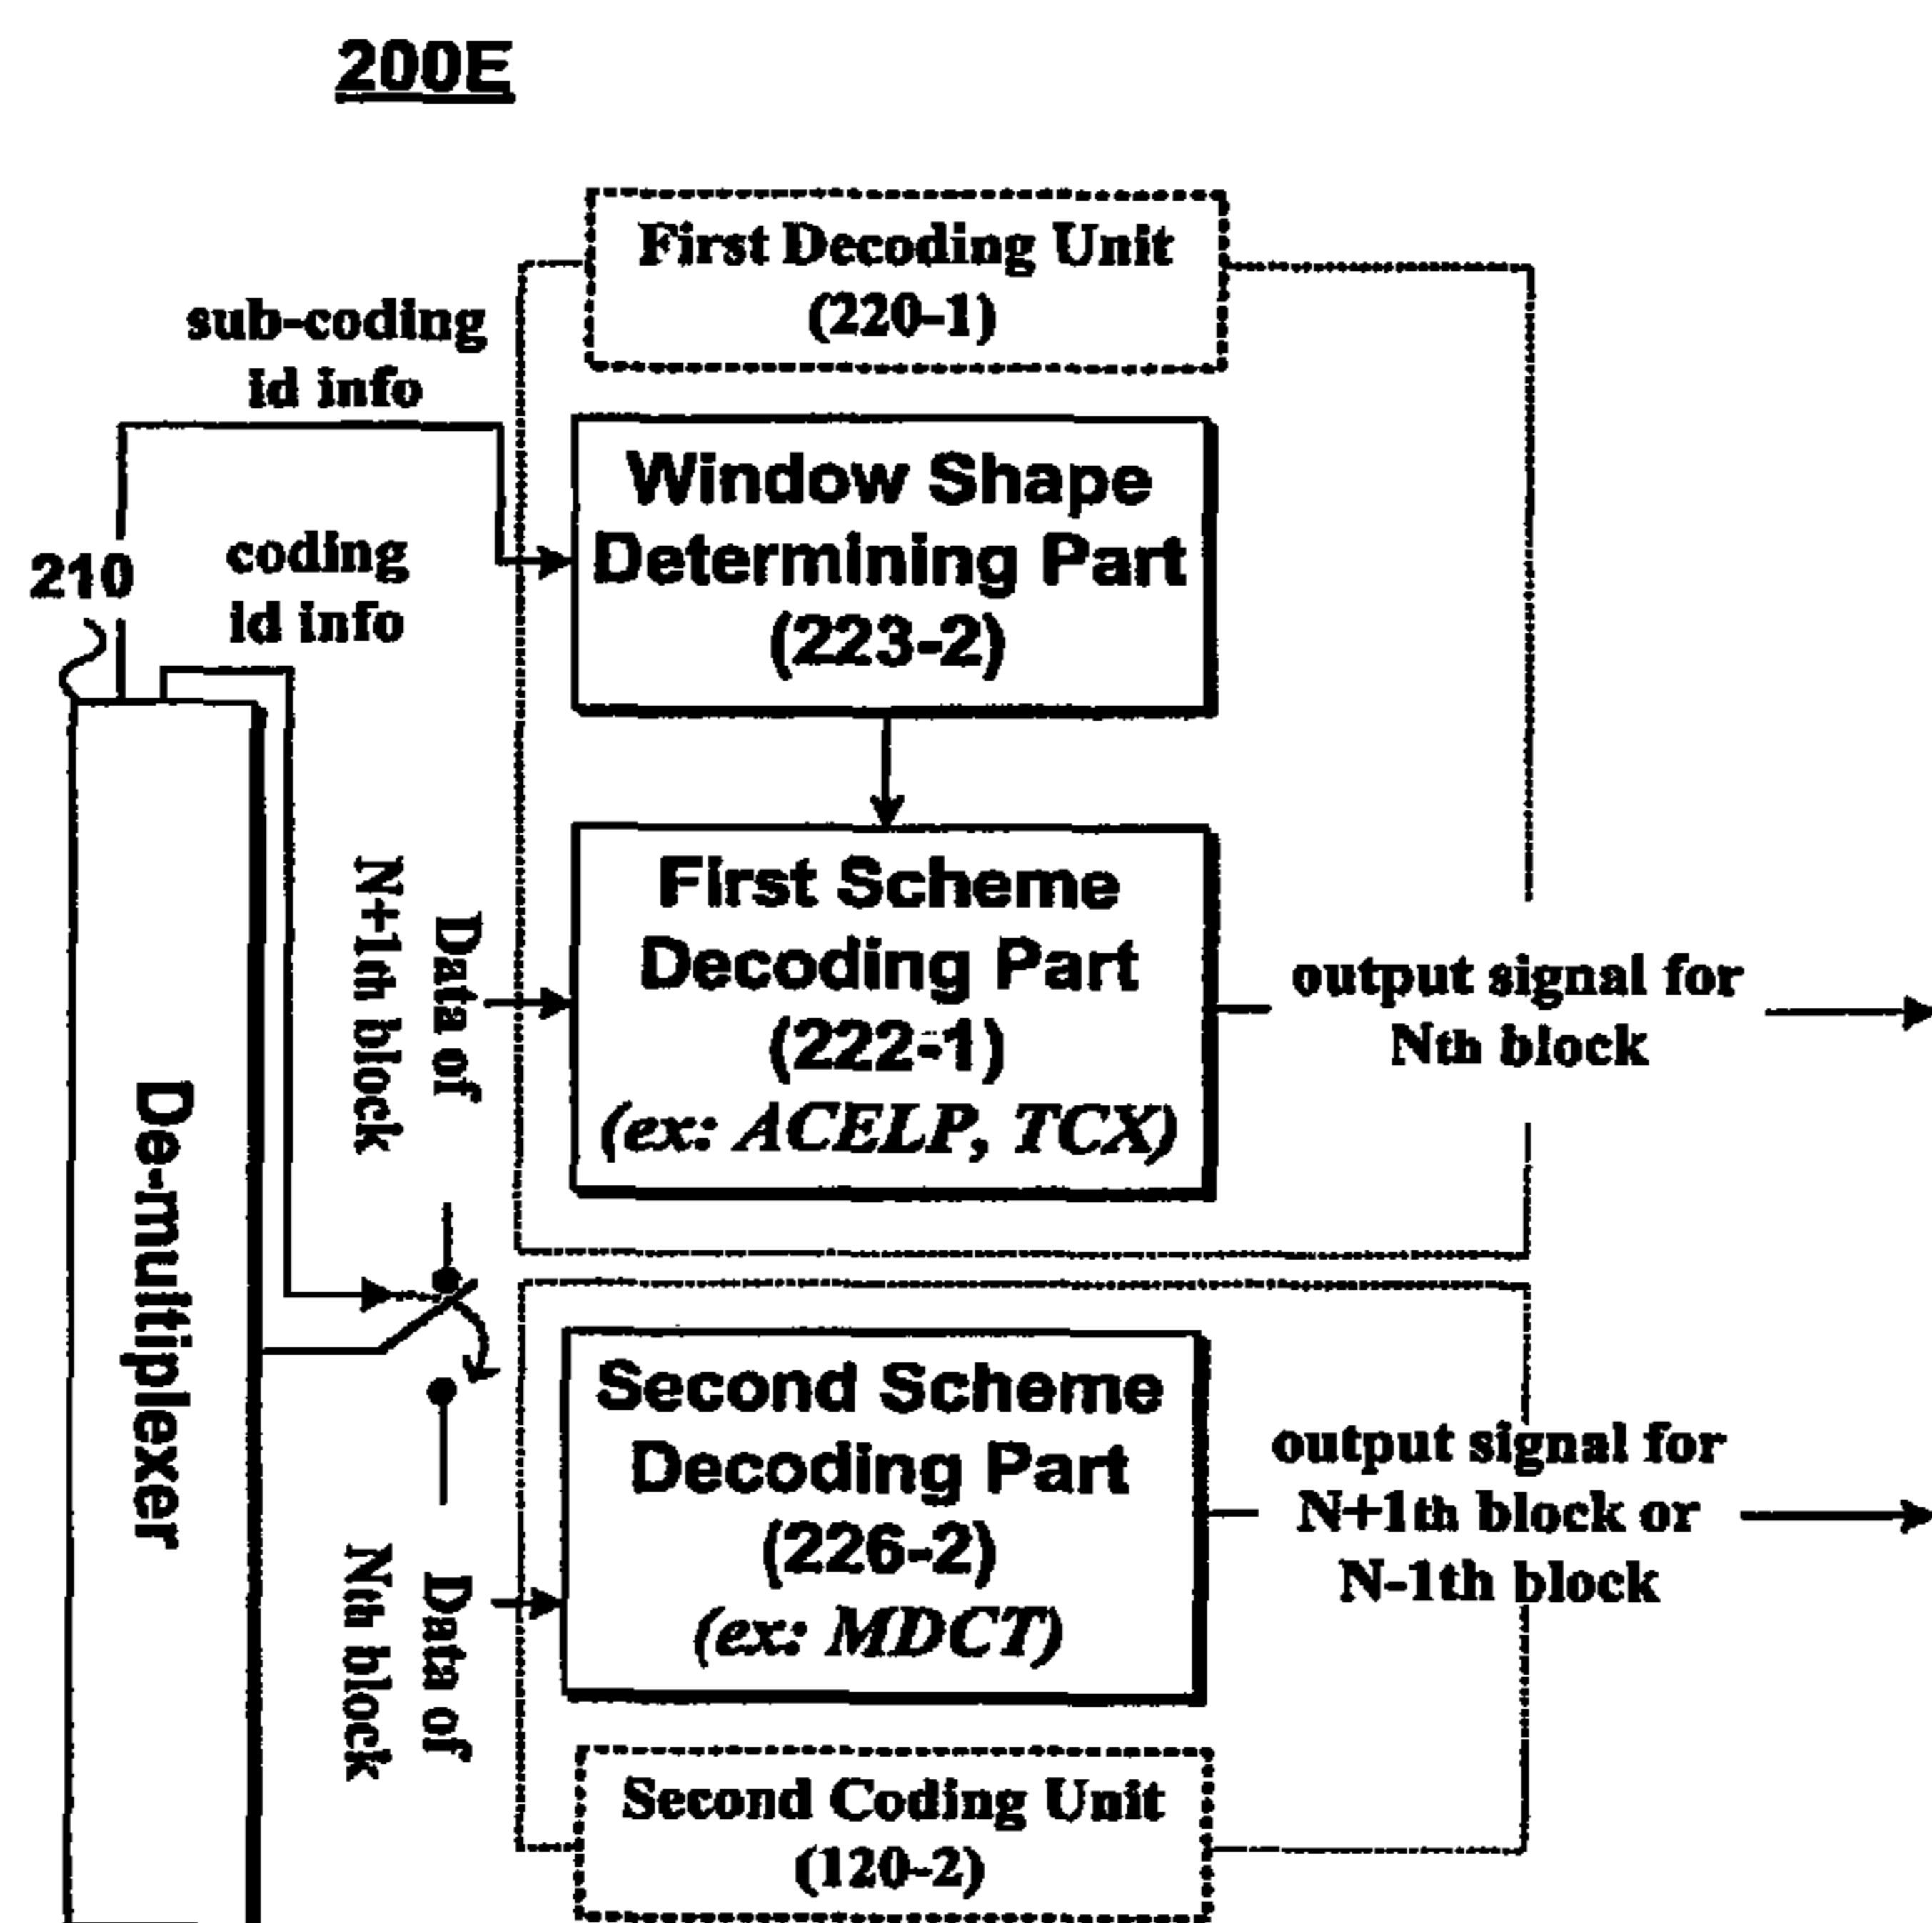 200E
First Decoding Unit
(220-1)
sub-coding
id info
Window Shape
Determining Part
(223-2)
210
coding
id info
Data of
N+1th block
First Scheme
Decoding Part
(222-1)
(ex: ACELP, TCX)
output signal for
Nth block
De-multiplexer
Second Scheme
Decoding Part
(226-2)
(ex: MDCT)
output signal for
N+1th block or
N-1th block
Data of
Nth block
Second Coding Unit
(120-2)